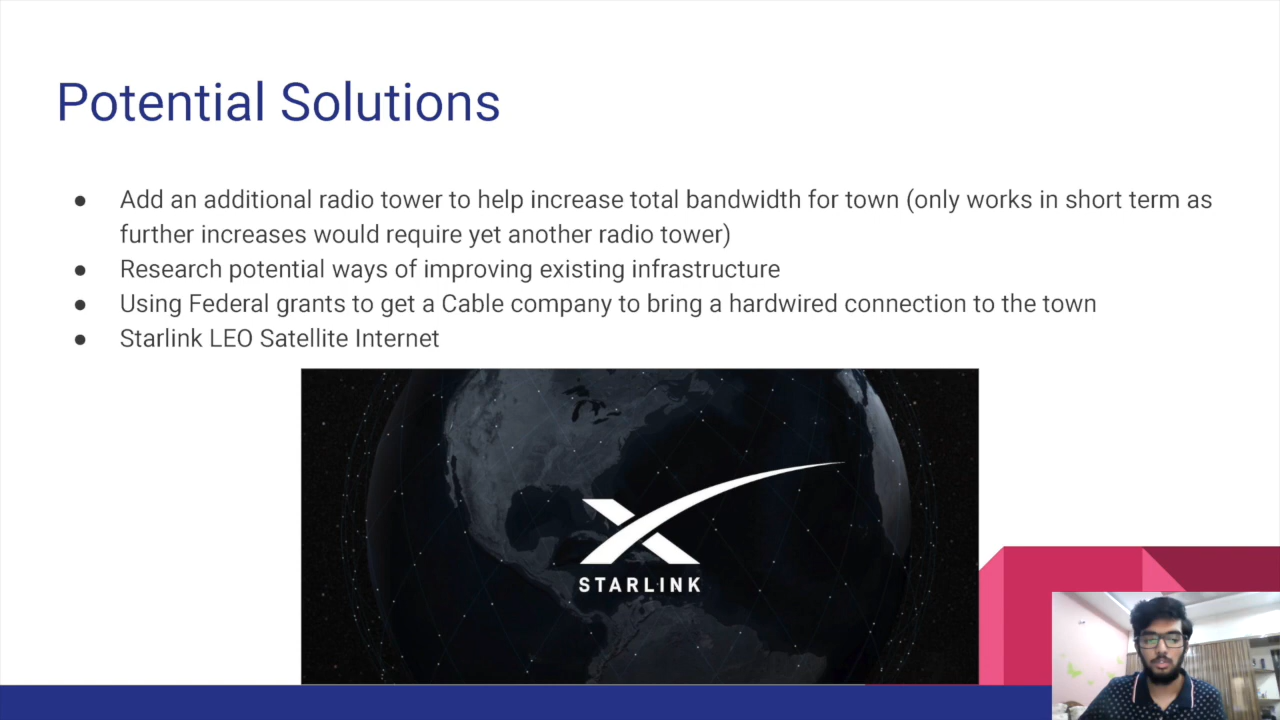 Potential Solutions
● Add an additional radio tower to help increase total bandwidth for town (only works in short term as
further increases would require yet another radio tower)
● Research potential ways of improving existing infrastructure
● Using Federal grants to get a Cable company to bring a hardwired connection to the town
● Starlink LEO Satellite Internet
STARLINK